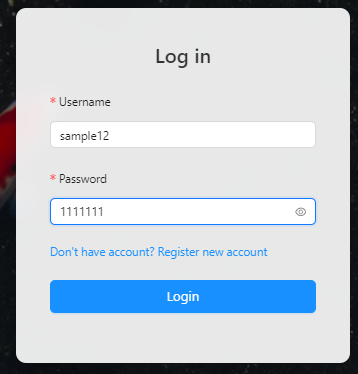 Log in
* Username
sample12
* Password
1111111
Don't have account? Register new account
Login